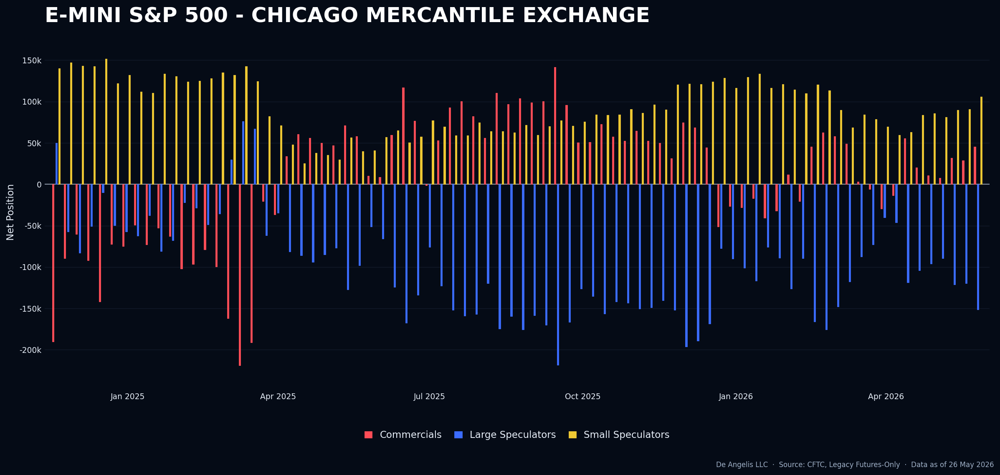 E-MINI S&P 500 - CHICAGO MERCANTILE EXCHANGE
150k
100k
50k
0
-50k
-100k
-150k
-200k
Net Position
Jan 2025 Apr 2025 Jul 2025 Oct 2025 Jan 2026 Apr 2026
Commercials Large Speculators Small Speculators
De Angelis LLC · Source: CFTC, Legacy Futures-Only · Data as of 26 May 2026